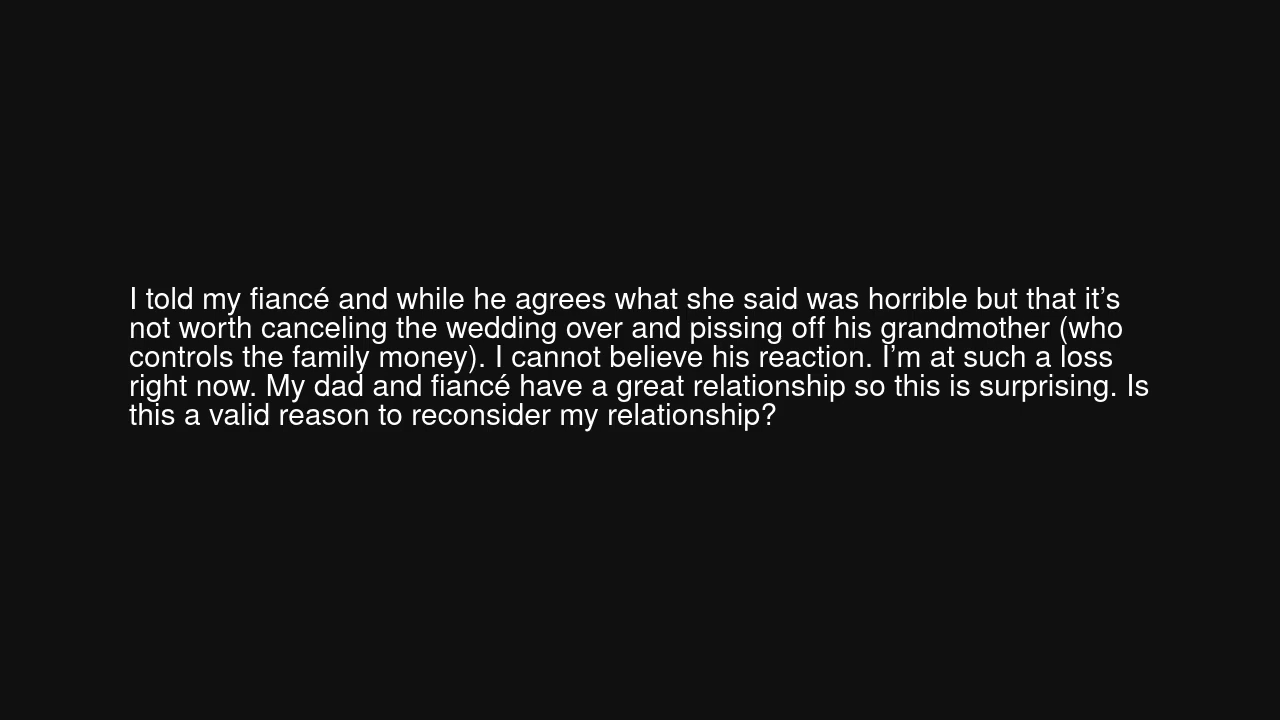 I told my fiancé and while he agrees what she said was horrible but that it’s
not worth canceling the wedding over and pissing off his grandmother (who
controls the family money). I cannot believe his reaction. I’m at such a loss
right now. My dad and fiancé have a great relationship so this is surprising. Is
this a valid reason to reconsider my relationship?